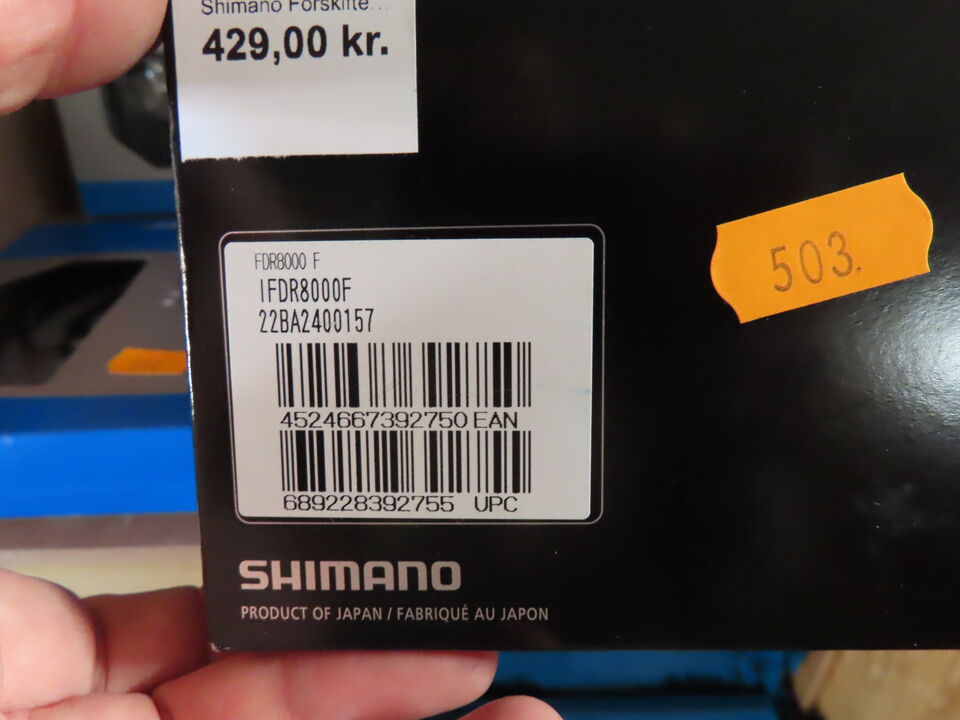 Shimano Forskifte...
429,00 kr.
503.
FDR8000 F
IFDR8000F
22BA2400157
4524667392750 EAN
689228392755 UPC
SHIMANO
PRODUCT OF JAPAN / FABRIQUÉ AU JAPON